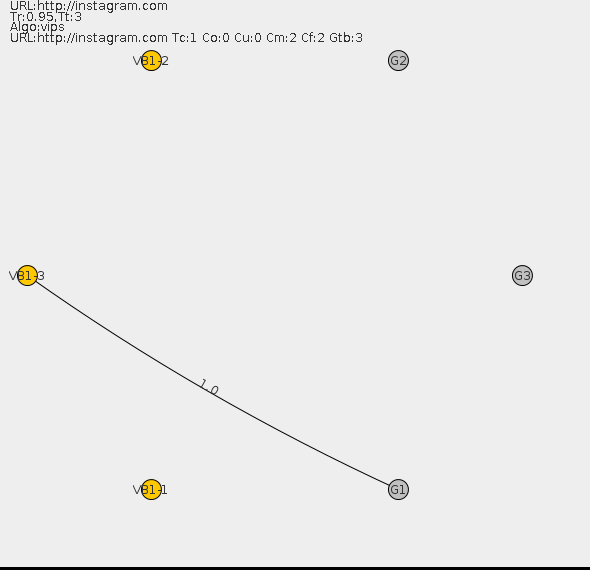 URL:http://instagram.com
Tr:0.95,Tt:3
Algo:vips
URL:http://instagram.com Tc:1 Co:0 Cu:0 Cm:2 Cf:2 Gtb:3
VB1-2
G2
VB1-3
G3
1.0
VB1-1
G1